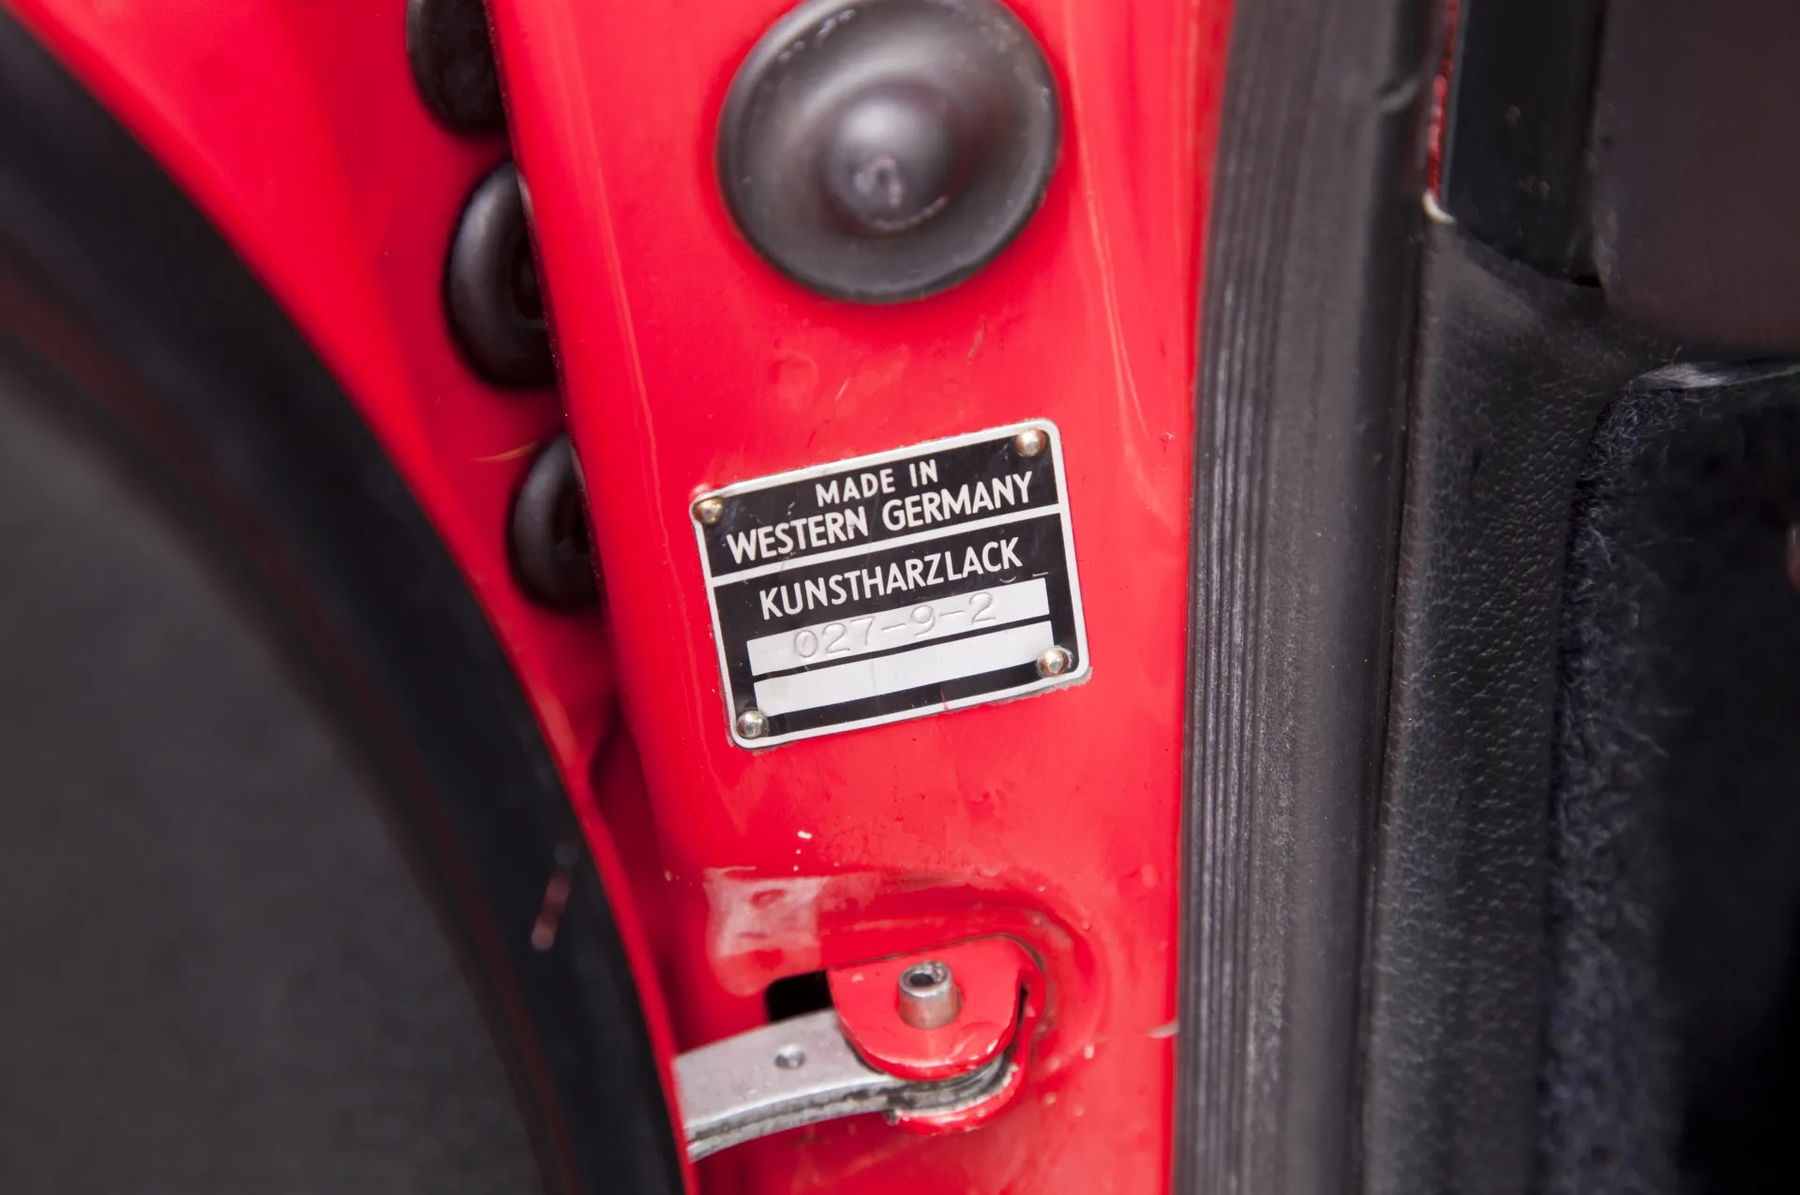 MADE IN
WESTERN GERMANY
KUNSTHARZLACK
027-9-2